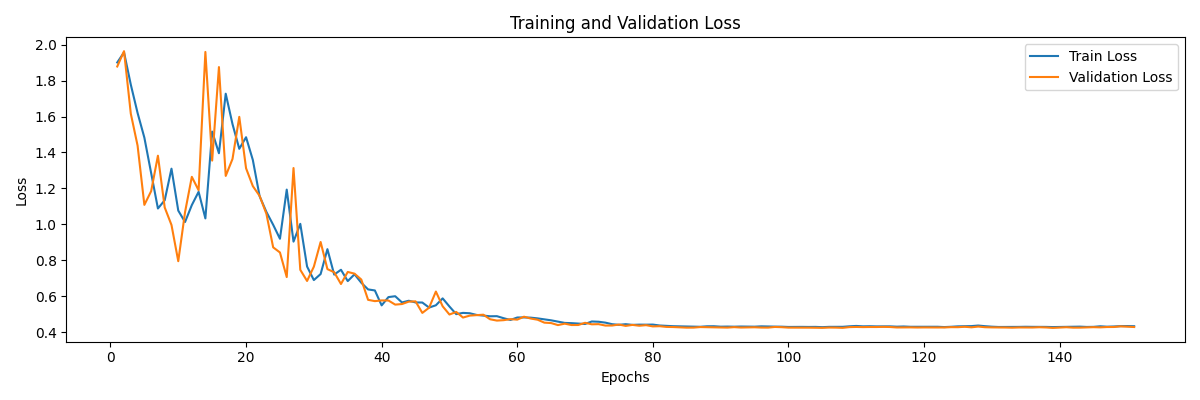 Training and Validation Loss
Train Loss
Validation Loss
Loss
2.0
1.8
1.6
1.4
1.2
1.0
0.8
0.6
0.4
0 20 40 60 80 100 120 140
Epochs